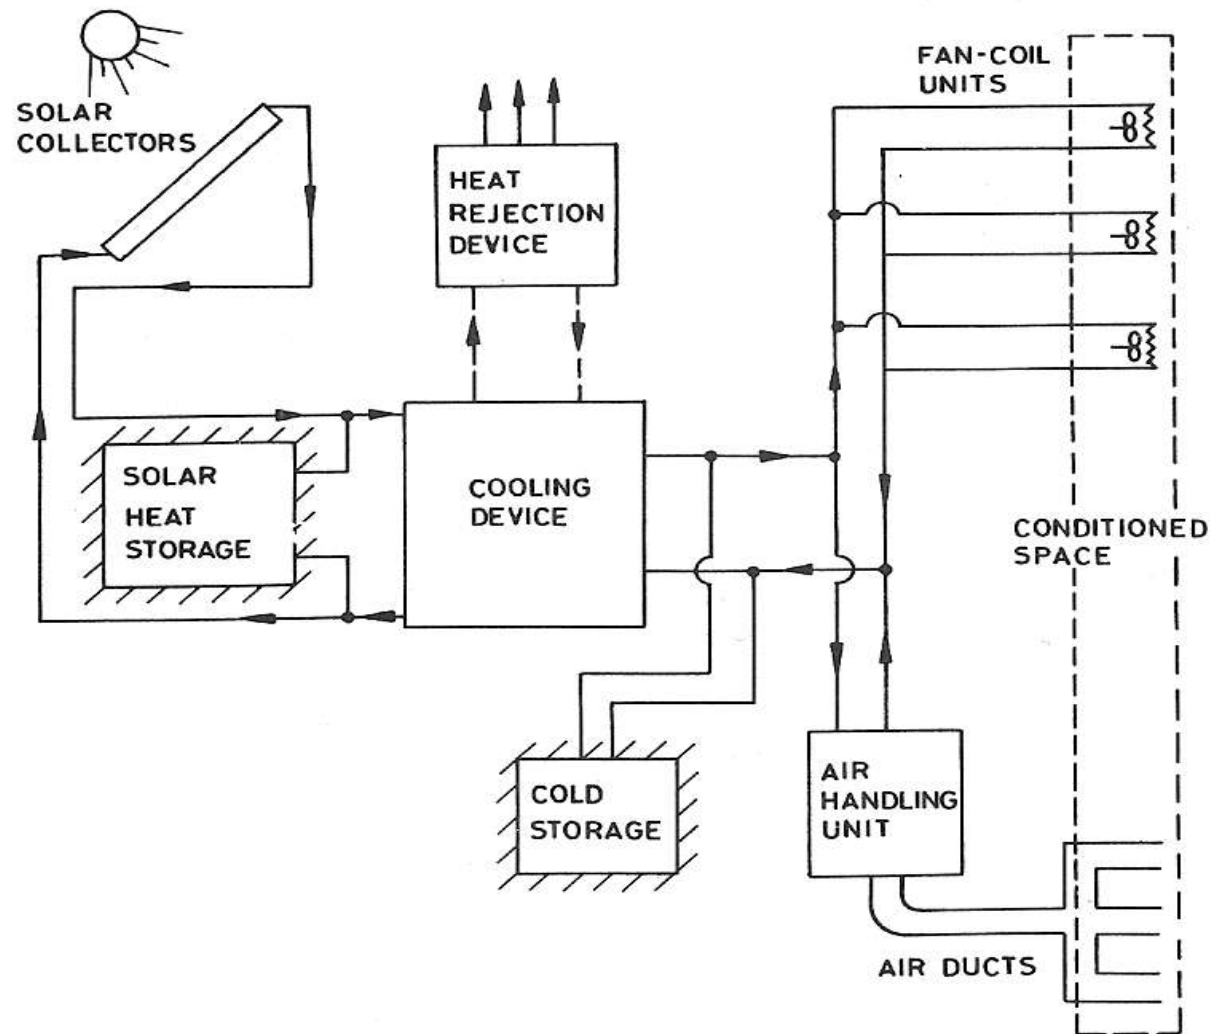 SOLAR
COLLECTORS
HEAT
REJECTION
DEVICE
FAN-COIL
UNITS
SOLAR
HEAT
STORAGE
COOLING
DEVICE
CONDITIONED
SPACE
COLD
STORAGE
AIR
HANDLING
UNIT
AIR DUCTS